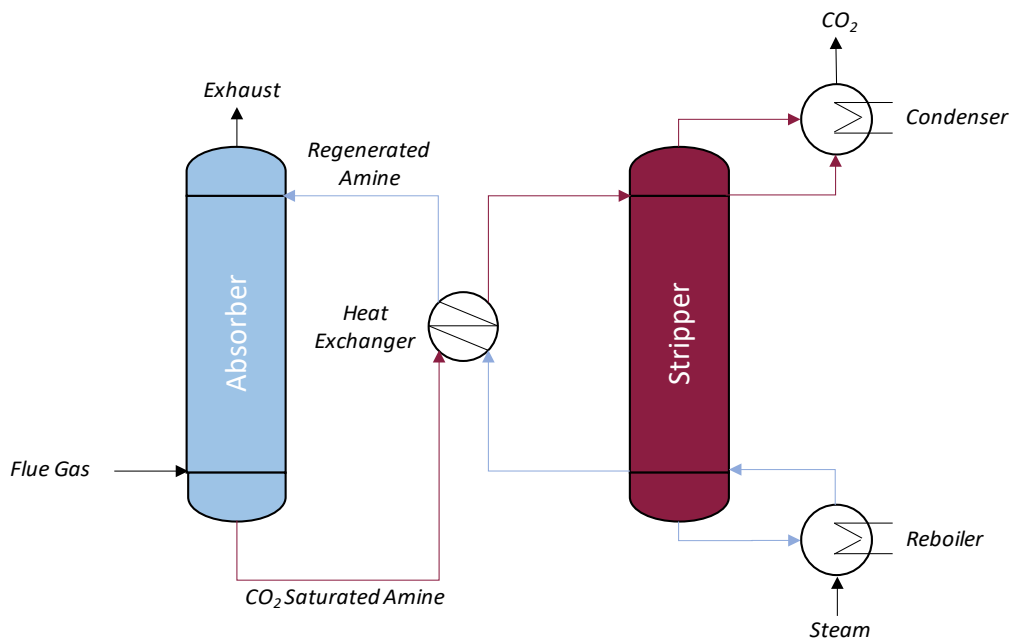 CO₂
Exhaust
Condenser
Regenerated
Amine
Absorber
Stripper
Heat
Exchanger
Flue Gas
Reboiler
CO₂ Saturated Amine
Steam